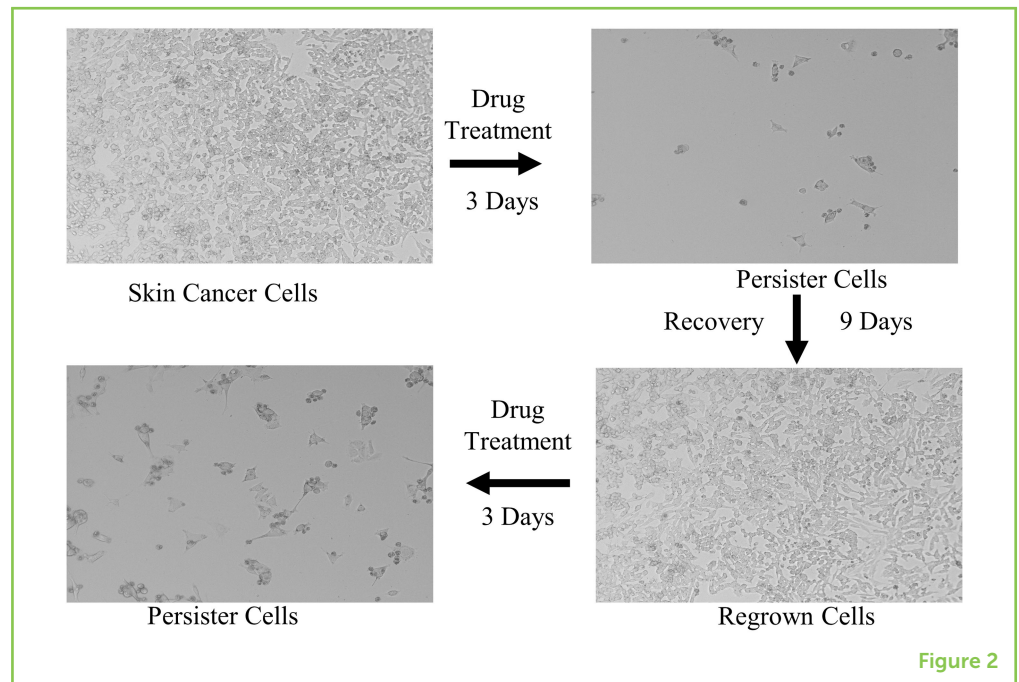 Drug
Treatment
3 Days
Skin Cancer Cells
Persister Cells
Recovery 9 Days
Drug
Treatment
3 Days
Persister Cells
Regrown Cells
Figure 2